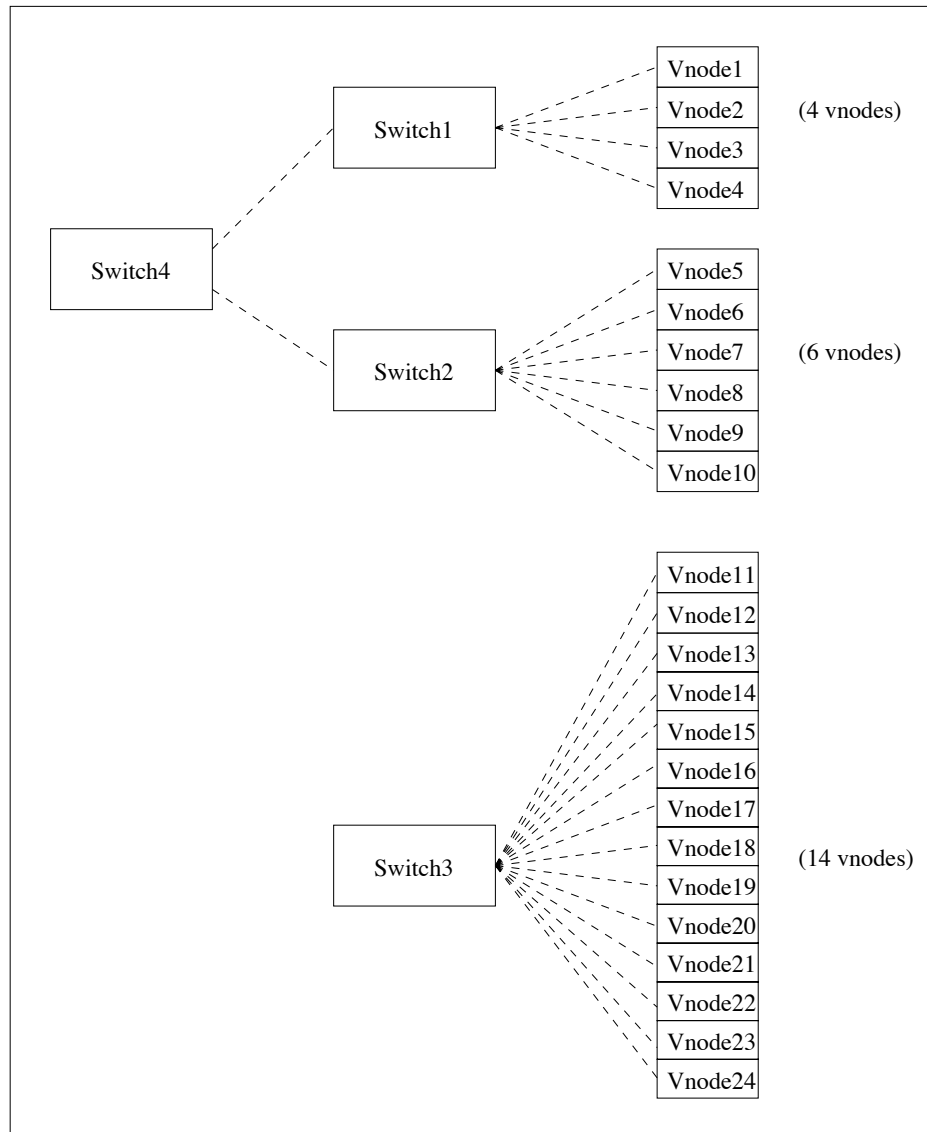 Vnode1
Vnode2
(4 vnodes)
Switch1
Vnode3
Vnode4
Switch4
Vnode5
Vnode6
Vnode7
(6 vnodes)
Switch2
Vnode8
Vnode9
Vnode10
Vnode11
Vnode12
Vnode13
Vnode14
Vnode15
Vnode16
Vnode17
Vnode18
(14 vnodes)
Switch3
Vnode19
Vnode20
Vnode21
Vnode22
Vnode23
Vnode24